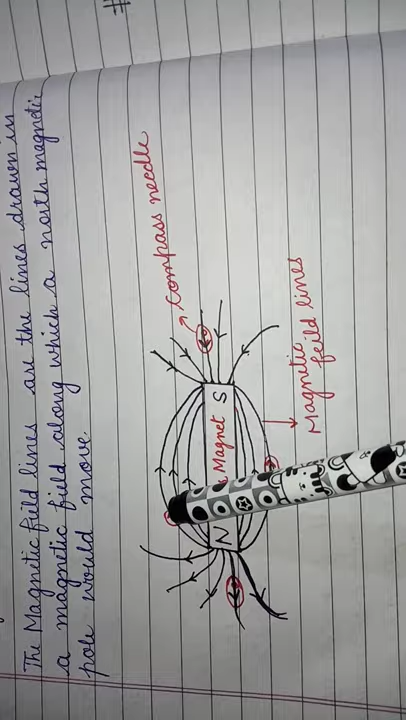 #
The Magnetic field lines are the lines drawn in
a magnetic field along which a north magnetic
pole would move.
compass needle
N
Magnet
S
Magnetic
feild lines